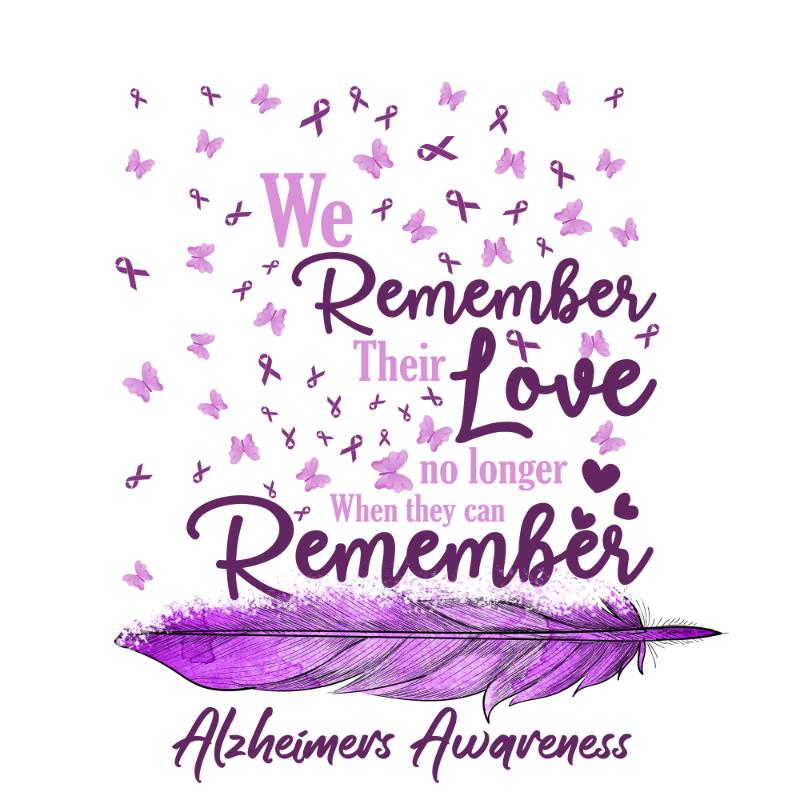 We
Remember
Their Love
no longer
When they can
Remember
Alzheimers Awareness